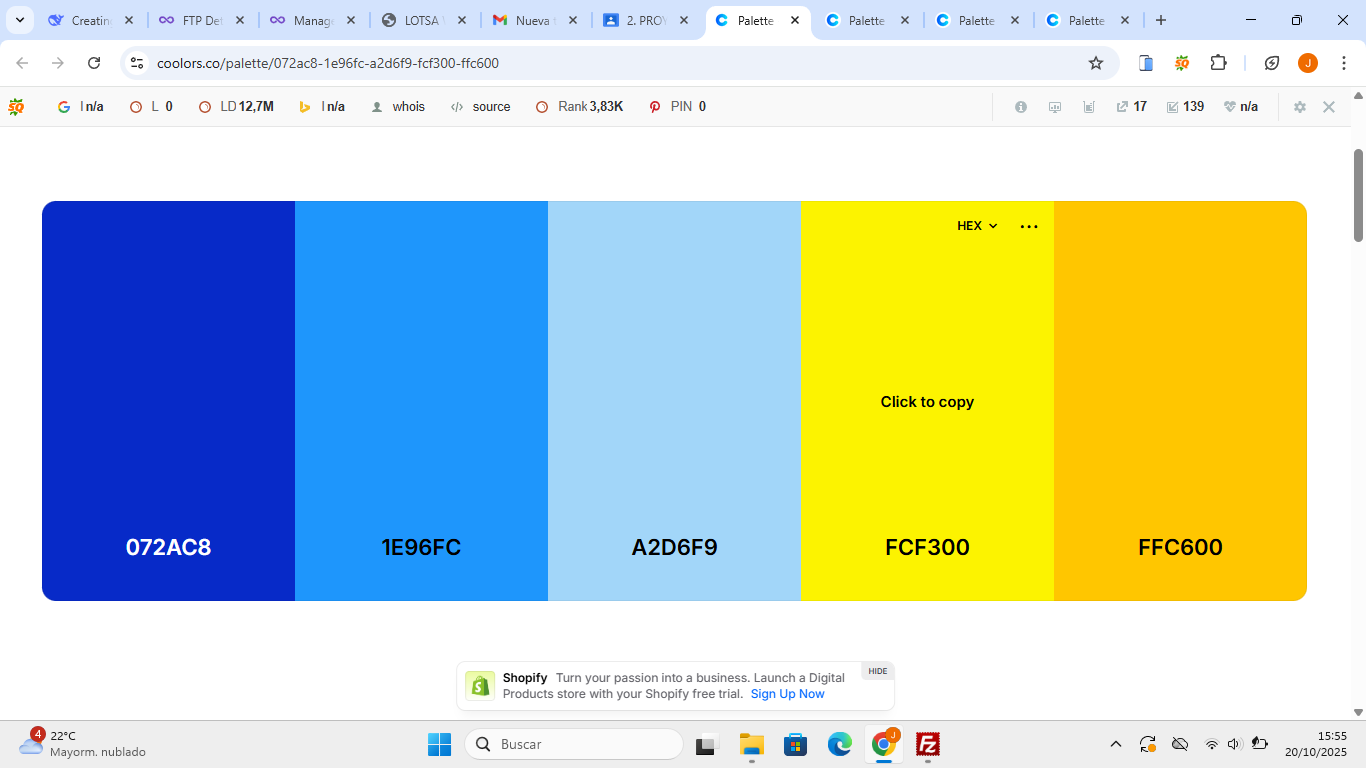 Creatin
FTP Det
Manage
LOTSA
Nueva
2. PROY
Palette
Palette
Palette
Palette
coolors.co/palette/072ac8-1e96fc-a2d6f9-fcf300-ffc600
SQ
I n/a
L 0
LD 12,7M
I n/a
whois
source
Rank 3,83K
PIN 0
17
139
n/a
HEX
Click to copy
072AC8
1E96FC
A2D6F9
FCF300
FFC600
Shopify Turn your passion into a business. Launch a Digital
Products store with your Shopify free trial. Sign Up Now
HIDE
4
22°C
Mayorm. nublado
Buscar
J
15:55
20/10/2025